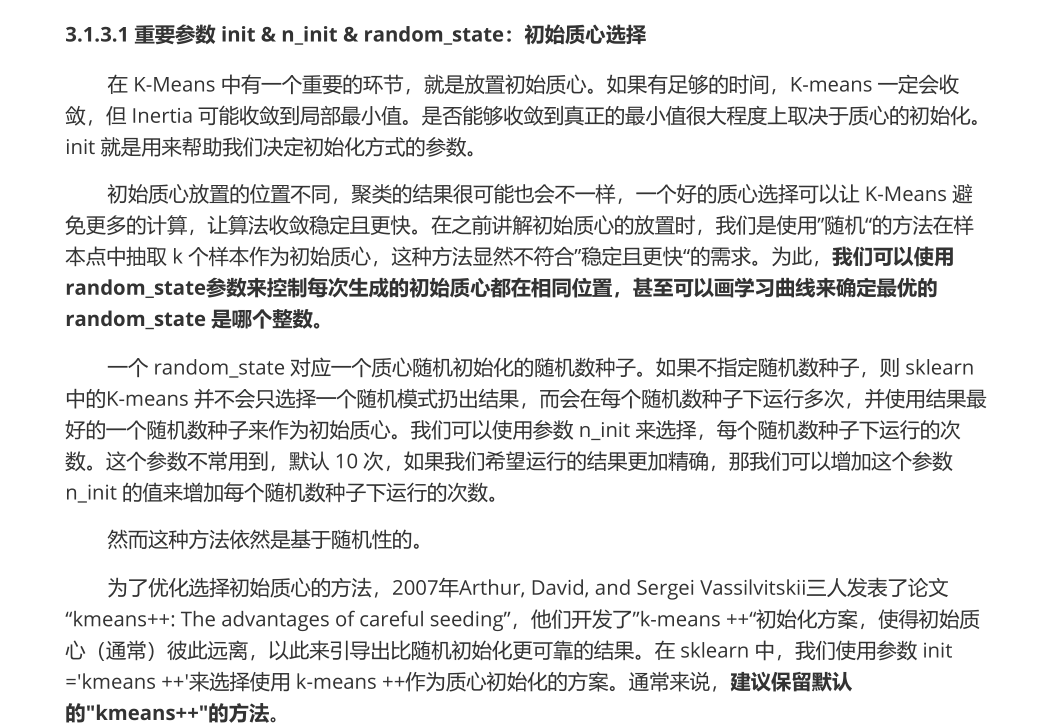 3.1.3.1 重要参数 init & n_init & random_state：初始质心选择
在 K-Means 中有一个重要的环节，就是放置初始质心。如果有足够的时间，K-means 一定会收
敛，但 Inertia 可能收敛到局部最小值。是否能够收敛到真正的最小值很大程度上取决于质心的初始化。
init 就是用来帮助我们决定初始化方式的参数。
初始质心放置的位置不同，聚类的结果很可能也会不一样，一个好的质心选择可以让 K-Means 避
免更多的计算，让算法收敛稳定且更快。在之前讲解初始质心的放置时，我们是使用”随机“的方法在样
本点中抽取 k 个样本作为初始质心，这种方法显然不符合”稳定且更快“的需求。为此，我们可以使用
random_state参数来控制每次生成的初始质心都在相同位置，甚至可以画学习曲线来确定最优的
random_state 是哪个整数。
一个 random_state 对应一个质心随机初始化的随机数种子。如果不指定随机数种子，则 sklearn
中的K-means 并不会只选择一个随机模式扔出结果，而会在每个随机数种子下运行多次，并使用结果最
好的一个随机数种子来作为初始质心。我们可以使用参数 n_init 来选择，每个随机数种子下运行的次
数。这个参数不常用到，默认 10 次，如果我们希望运行的结果更加精确，那我们可以增加这个参数
n_init 的值来增加每个随机数种子下运行的次数。
然而这种方法依然是基于随机性的。
为了优化选择初始质心的方法，2007年Arthur, David, and Sergei Vassilvitskii三人发表了论文
“kmeans++: The advantages of careful seeding”，他们开发了”k-means ++“初始化方案，使得初始质
心（通常）彼此远离，以此来引导出比随机初始化更可靠的结果。在 sklearn 中，我们使用参数 init
='kmeans ++'来选择使用 k-means ++作为质心初始化的方案。通常来说，建议保留默认
的"kmeans++"的方法。